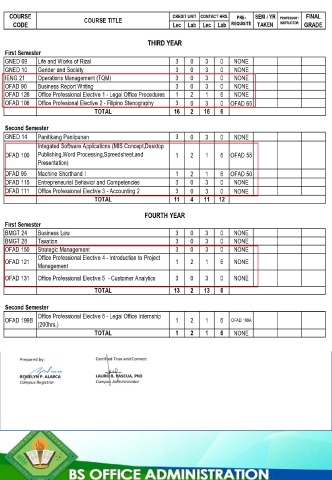 COURSE CODE COURSE TITLE CREDIT UNIT CONTACT HRS. PRE-REQUISITE SEM / YR TAKEN PROFESSOR / INSTRUCTOR FINAL GRADE
Lec Lab Lec Lab
THIRD YEAR
First Semester
GNED 09 Life and Works of Rizal 3 0 3 0 NONE
GNED 10 Gender and Society 3 0 3 0 NONE
IENG 21 Operations Management (TQM) 3 0 3 0 NONE
OFAD 90 Business Report Writing 3 0 3 0 NONE
OFAD 126 Office Professional Elective 1 - Legal Office Procedures 1 2 1 6 NONE
OFAD 106 Office Professional Elective 2 - Filipino Stenography 3 0 3 0 OFAD 65
TOTAL 16 2 16 6
Second Semester
GNED 14 Panitikang Panlipunan 3 0 3 0 NONE
OFAD 100 Integated Software Applications (MIS Concept,Desktop Publishing,Word Processing,Spreedsheet,and Presentation) 1 2 1 6 OFAD 55
OFAD 95 Machine Shorthand I 1 2 1 6 OFAD 50
OFAD 115 Entrepreneurial Behavior and Competencies 3 0 3 0 NONE
OFAD 111 Office Professional Elective 3 - Accounting 2 3 0 3 0 NONE
TOTAL 11 4 11 12
FOURTH YEAR
First Semester
BMGT 24 Business Law 3 0 3 0 NONE
BMGT 28 Taxation 3 0 3 0 NONE
OFAD 150 Strategic Management 3 0 3 0 NONE
OFAD 121 Office Professional Elective 4 - Introduction to Project Management 1 2 1 6 NONE
OFAD 131 Office Professional Elective 5 - Customer Analytics 3 0 3 0 NONE
TOTAL 13 2 13 6
Second Semester
OFAD 199B Office Professional Elective 6 - Legal Office Internship (200hrs.) 1 2 1 6 OFAD 199A
TOTAL 1 2 1 6 NONE
Prepared by: Certified True and Correct:
ROSELYN P. ALARCA LAURO B. PASCUA, PhD
Campus Registrar Campus Administrator
BS OFFICE ADMINISTRATION